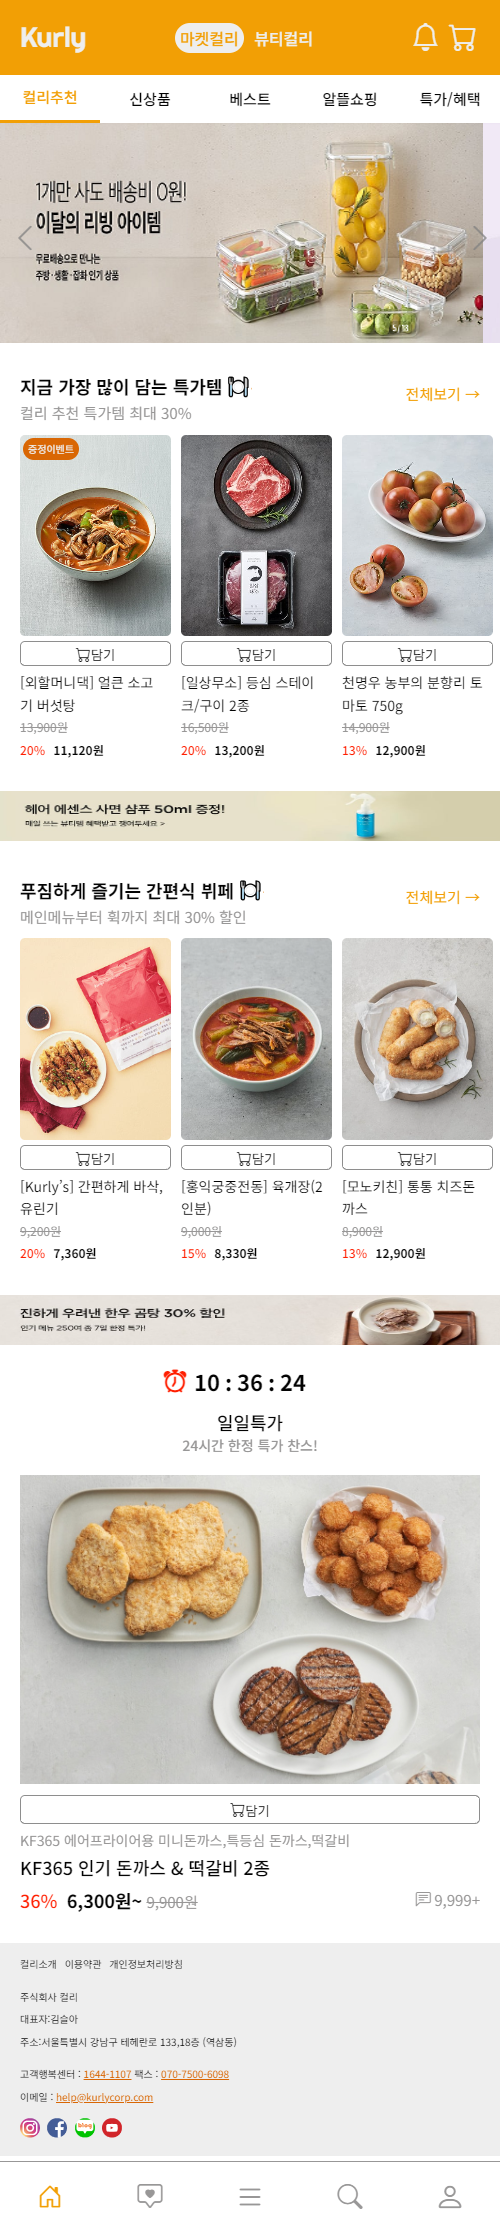 Kurly
마켓컬리
뷰티컬리
컬리추천
신상품
베스트
알뜰쇼핑
특가/혜택
1개만 사도 배송비 0원!
이달의 리빙 아이템
무료배송으로 만나는
주방·생활·잡화 인기 상품
5/18
지금 가장 많이 담는 특가템
전체보기 →
컬리 추천 특가템 최대 30%
증정이벤트
담기
담기
담기
[외할머니댁] 얼큰 소고
기 버섯탕
13,900원
20% 11,120원
[일상무소] 등심 스테이
크/구이 2종
16,500원
20% 13,200원
천명우 농부의 분향리 토
마토 750g
14,900원
13% 12,900원
헤어 에센스 사면 샴푸 50ml 증정!
매일 쓰는 뷰티템 혜택받고 쟁여두세요 >
푸짐하게 즐기는 간편식 뷔페
전체보기 →
메인메뉴부터 훡까지 최대 30% 할인
담기
담기
담기
[Kurly’s] 간편하게 바삭,
유린기
9,200원
20% 7,360원
[홍익궁중전통] 육개장(2
인분)
9,800원
15% 8,330원
[모노키친] 통통 치즈돈
까스
8,900원
13% 12,900원
진하게 우려낸 한우 곰탕 30% 할인
인기 메뉴 250여 종 7일 한정 특가!
10 : 36 : 24
일일특가
24시간 한정 특가 찬스!
담기
KF365 에어프라이어용 미니돈까스,특등심 돈까스,떡갈비
KF365 인기 돈까스 & 떡갈비 2종
36% 6,300원~ 9,900원
9,999+
컬리소개 이용약관 개인정보처리방침
주식회사 컬리
대표자:김슬아
주소:서울특별시 강남구 테헤란로 133,18층 (역삼동)
고객행복센터 : 1644-1107 팩스 : 070-7500-6098
이메일 : help@kurlycorp.com
blog